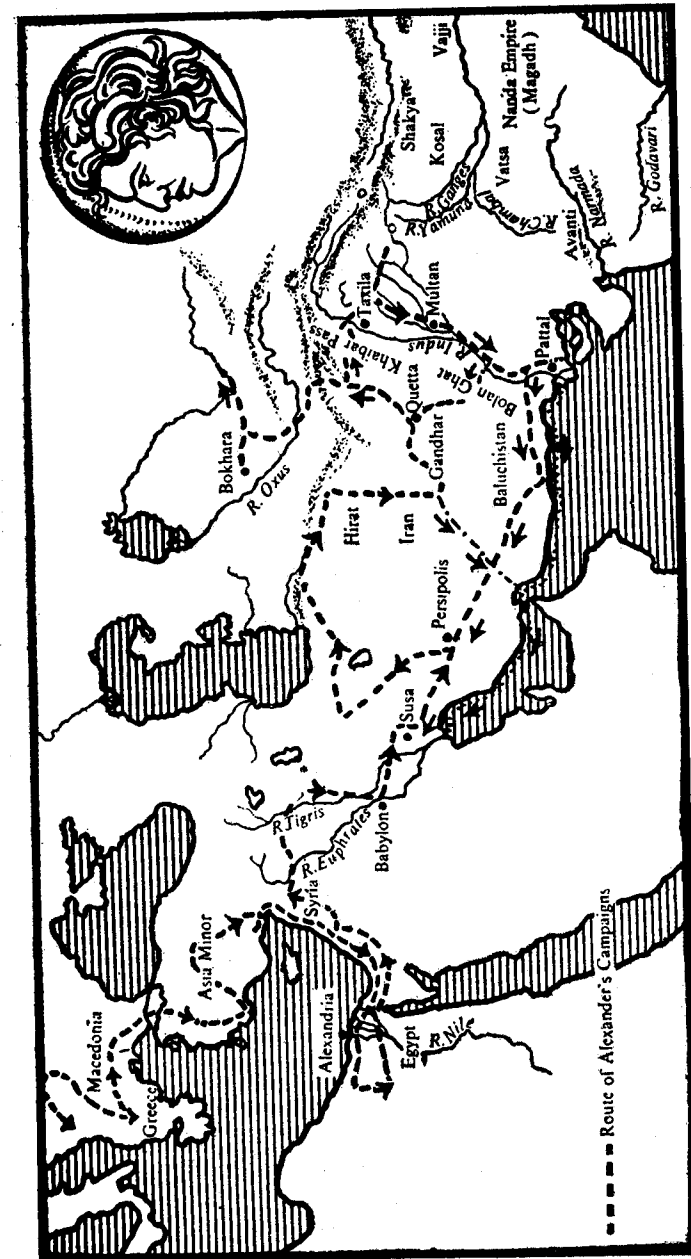 Macedonia
Greece
Asia Minor
Syria
Alexandria
Egypt
R. Nile
R. Tigris
R. Euphrates
Babylon
Susa
Persipolis
Bokhara
R. Oxus
Hirat
Iran
Gandhar
Quetta
Baluchistan
Bolan Ghat
Khaibar Pass
R. Indus
Taxila
Multan
Pattal
R. Ganges
R. Yamuna
R. Chambal
Shakya
Kosal
Vajji
Vatsa
Nanda Empire
(Magadh)
Avanti
R. Narmada
R. Godavari
Route of Alexander's Campaigns